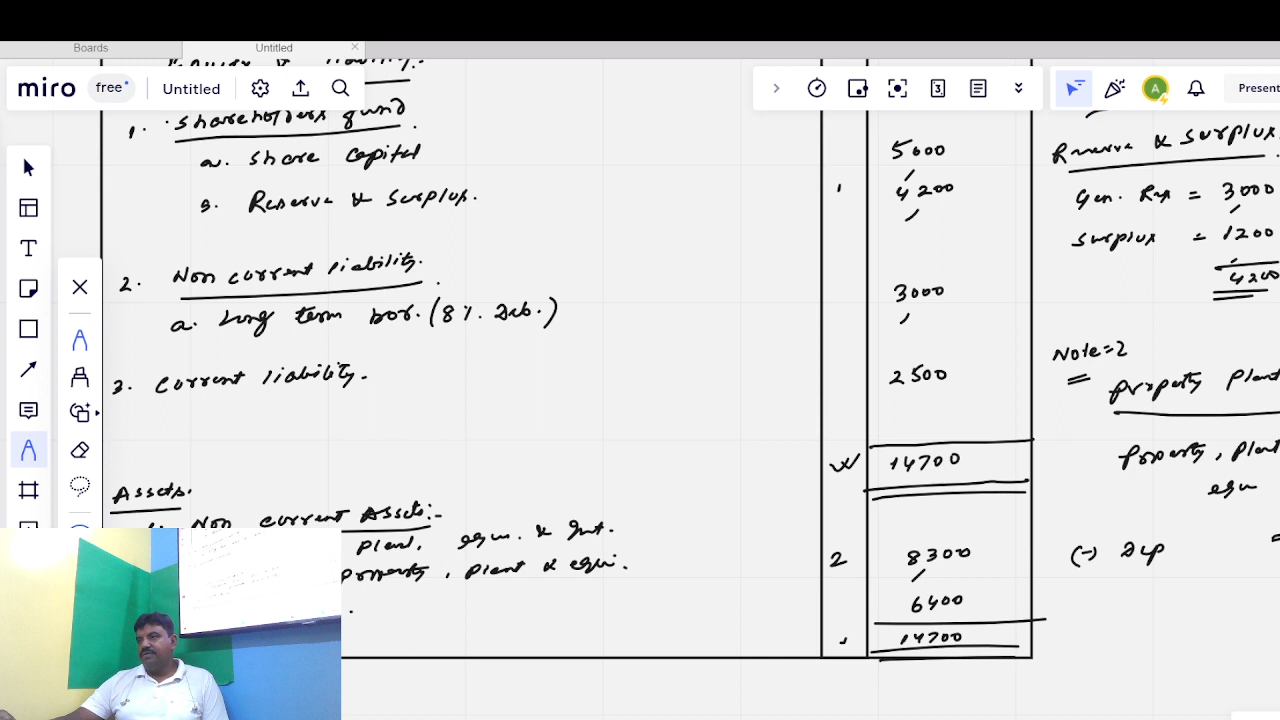 Boards
Untitled
miro free Untitled
Present
1. Shareholders fund
a. Share capital 5000
B. Reserve & Surplus. 1 4200
2. Non current liability.
a. Long term bor. (8%. Deb.) 3000
3. Current liability. 2500
14700
Assets.
Non current Assets:-
Plant, equi. &
Property, Plant & equi. 2 8300
6400
14700
Reserve & Surplus.
Gen. Res = 3000
Surplus = 1200
4200
Note=2
Property Plant
Property, Plant
equ
(-) Dep